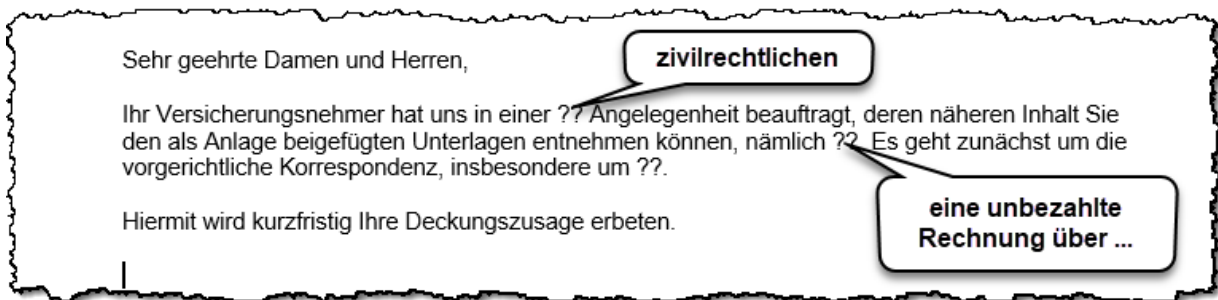 Sehr geehrte Damen und Herren,
zivilrechtlichen
Ihr Versicherungsnehmer hat uns in einer ?? Angelegenheit beauftragt, deren näheren Inhalt Sie
den als Anlage beigefügten Unterlagen entnehmen können, nämlich ??. Es geht zunächst um die
vorgerichtliche Korrespondenz, insbesondere um ??.
eine unbezahlte
Rechnung über ...
Hiermit wird kurzfristig Ihre Deckungszusage erbeten.